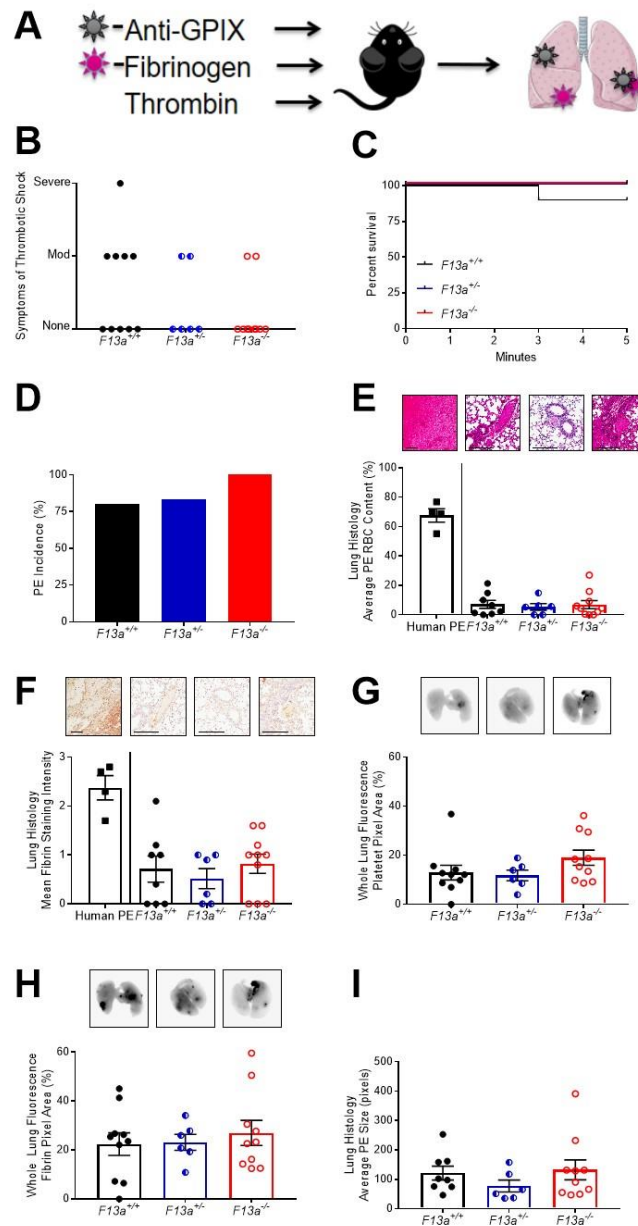 A
-Anti-GPIX
-Fibrinogen
Thrombin
B
Symptoms of Thrombotic Shock
Severe
Mod
None
F13a+/+ F13a+/- F13a-/-
C
Percent survival
100
75
50
25
0
F13a+/+
F13a+/-
F13a-/-
0 1 2 3 4 5
Minutes
D
PE Incidence (%)
100
75
50
25
0
F13a+/+ F13a+/- F13a-/-
E
Lung Histology
Average PE RBC Content (%)
100
80
60
40
20
0
Human PE F13a+/+ F13a+/- F13a-/-
F
Lung Histology
Mean Fibrin Staining Intensity
3
2
1
0
Human PE F13a+/+ F13a+/- F13a-/-
G
Whole Lung Fluorescence
Platetet Pixel Area (%)
60
40
20
0
F13a+/+ F13a+/- F13a-/-
H
Whole Lung Fluorescence
Fibrin Pixel Area (%)
60
40
20
0
F13a+/+ F13a+/- F13a-/-
I
Lung Histology
Average PE Size (pixels)
500
400
300
200
100
0
F13a+/+ F13a+/- F13a-/-